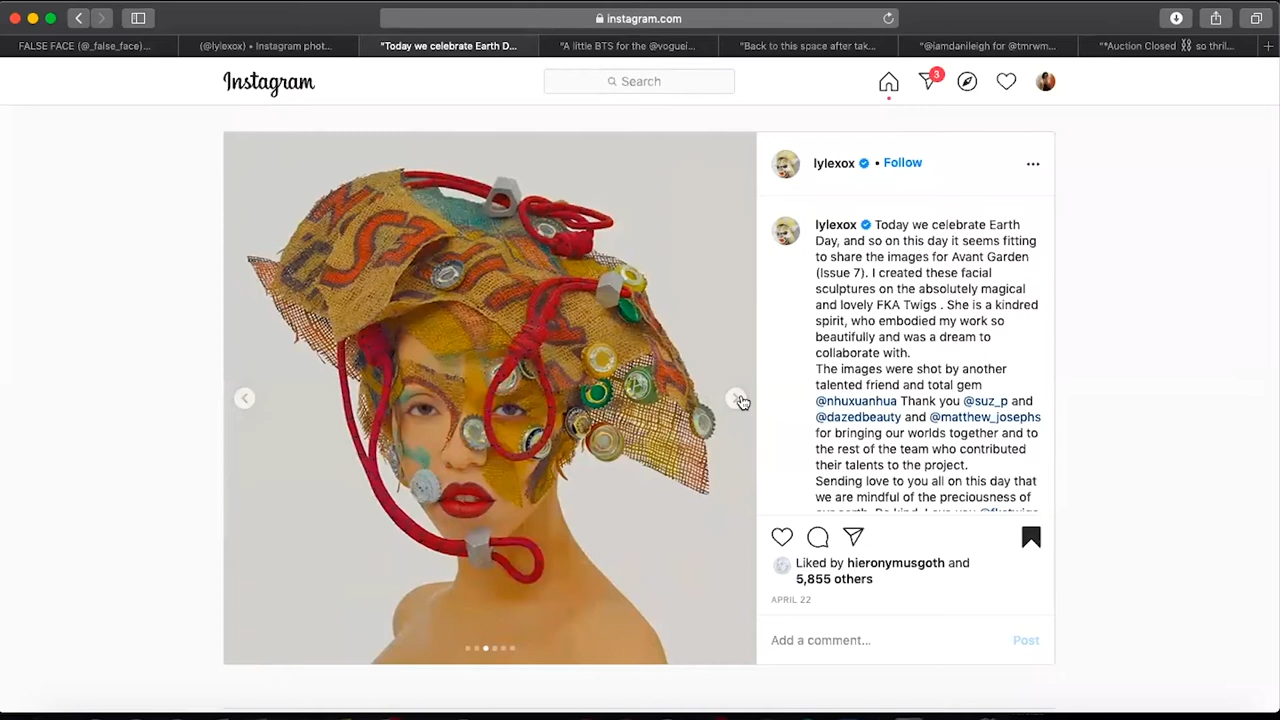 instagram.com
FALSE FACE (@_false_face)...
(@lylexox) • Instagram phot...
"Today we celebrate Earth D...
"A little BTS for the @voguei...
"Back to this space after tak...
"@iamdanileigh for @tmrwm...
"*Auction Closed ⛓ so thril...
Instagram
Search
3
lylexox • Follow
lylexox Today we celebrate Earth
Day, and so on this day it seems fitting
to share the images for Avant Garden
(Issue 7). I created these facial
sculptures on the absolutely magical
and lovely FKA Twigs . She is a kindred
spirit, who embodied my work so
beautifully and was a dream to
collaborate with.
The images were shot by another
talented friend and total gem
@nhuxuanhua Thank you @suz_p and
@dazedbeauty and @matthew_josephs
for bringing our worlds together and to
the rest of the team who contributed
their talents to the project.
Sending love to you all on this day that
we are mindful of the preciousness of
Liked by hieronymusgoth and
5,855 others
APRIL 22
Add a comment...
Post